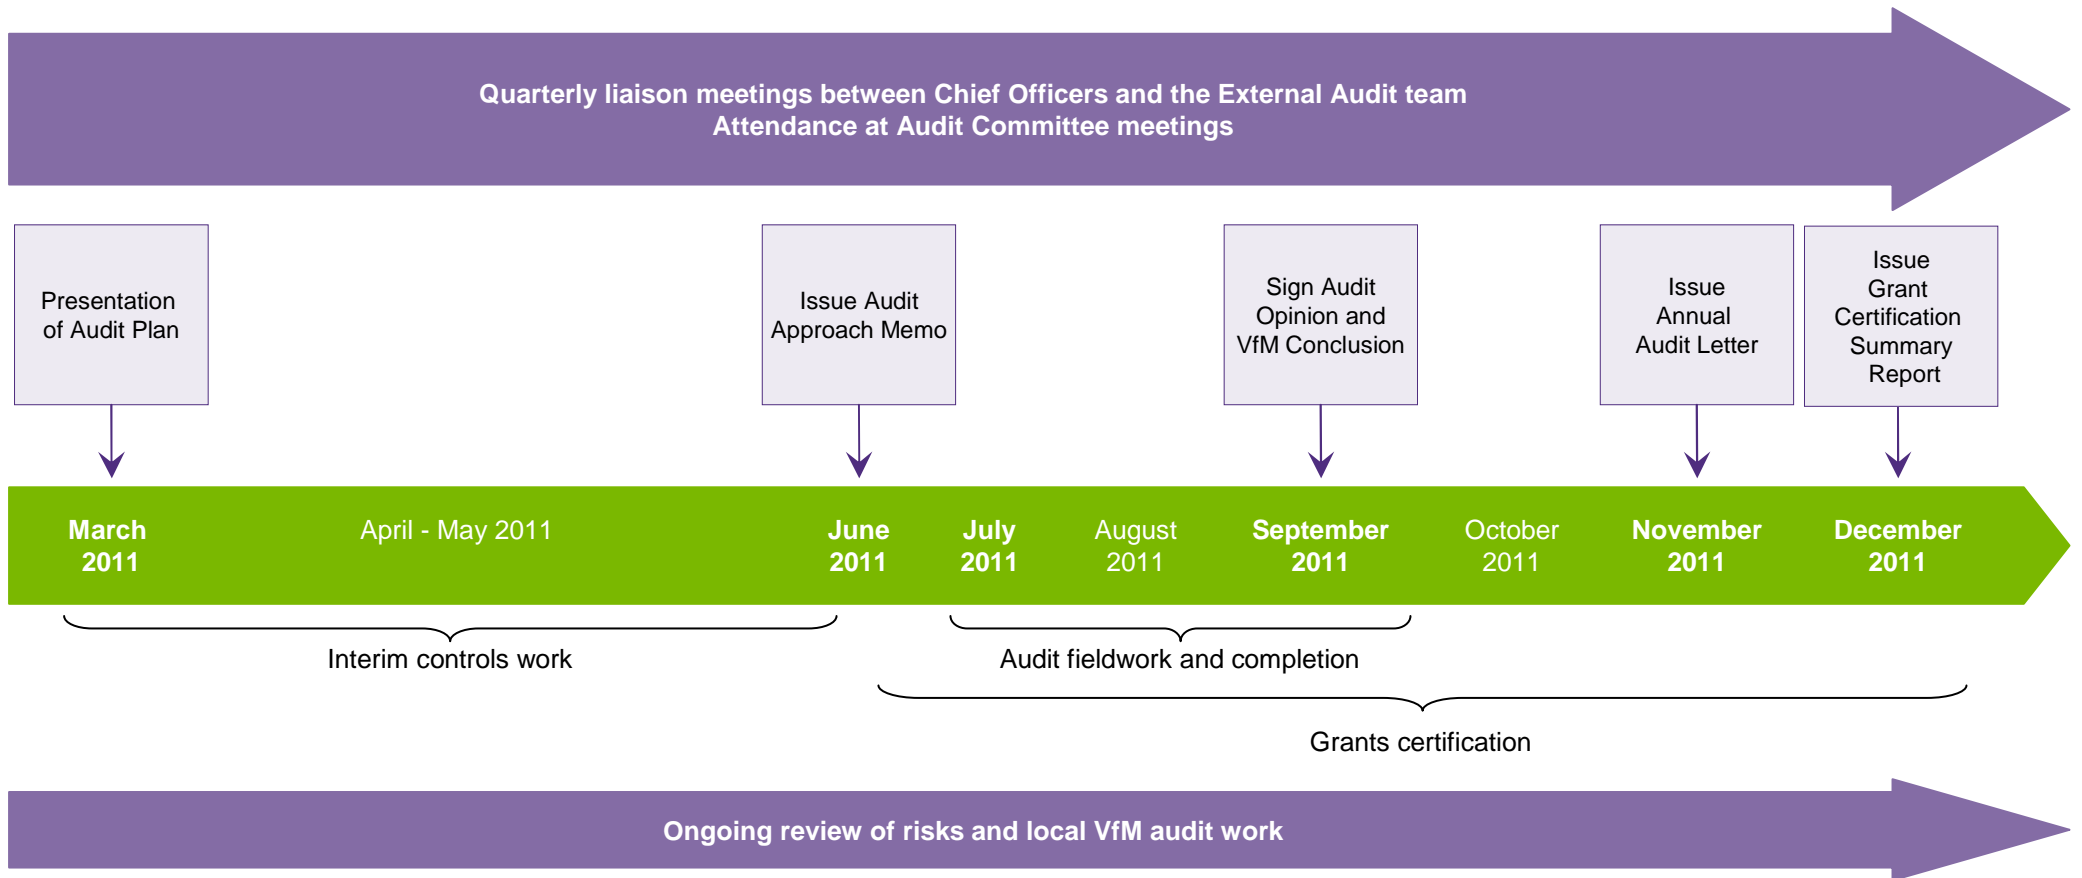 Quarterly liaison meetings between Chief Officers and the External Audit team
Attendance at Audit Committee meetings
Presentation
of Audit Plan
Issue Audit
Approach Memo
Sign Audit
Opinion and
VfM Conclusion
Issue
Annual
Audit Letter
Issue
Grant
Certification
Summary
Report
March
2011
April - May 2011
June
2011
July
2011
August
2011
September
2011
October
2011
November
2011
December
2011
Interim controls work
Audit fieldwork and completion
Grants certification
Ongoing review of risks and local VfM audit work